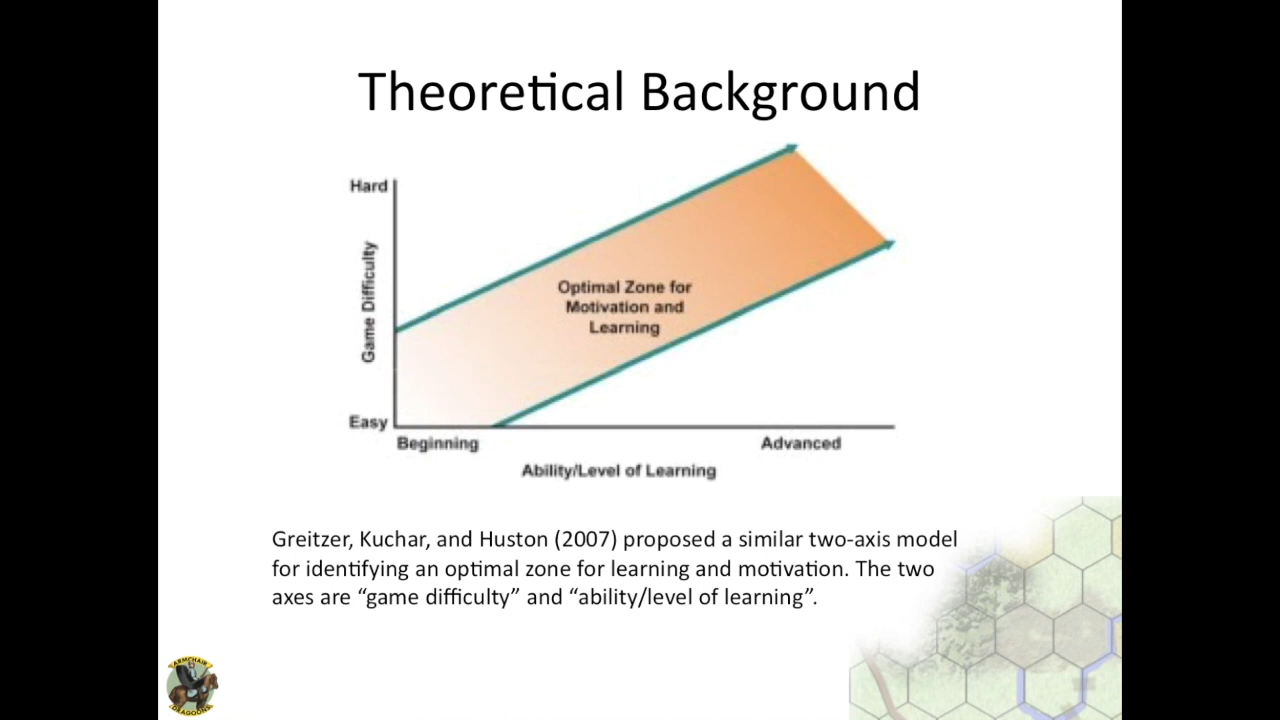 Theoretical Background
Hard
Game Difficulty
Easy
Optimal Zone for
Motivation and
Learning
Beginning
Advanced
Ability/Level of Learning
Greitzer, Kuchar, and Huston (2007) proposed a similar two-axis model
for identifying an optimal zone for learning and motivation. The two
axes are “game difficulty” and “ability/level of learning”.
ARMCHAIR
DRAGOONS